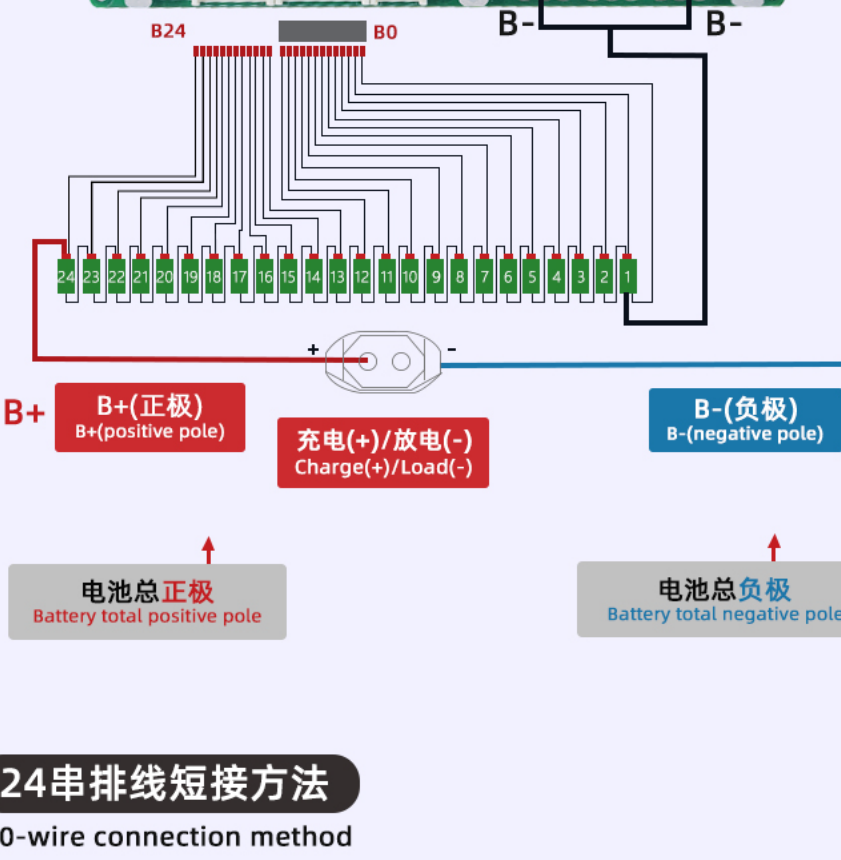 B- B-
B24 B0
24 23 22 21 20 19 18 17 16 15 14 13 12 11 10 9 8 7 6 5 4 3 2 1
+ -
B+
B+(正极)
B+(positive pole)
充电(+)/放电(-)
Charge(+)/Load(-)
B-(负极)
B-(negative pole)
电池总正极
Battery total positive pole
电池总负极
Battery total negative pole
24串排线短接方法
0-wire connection method